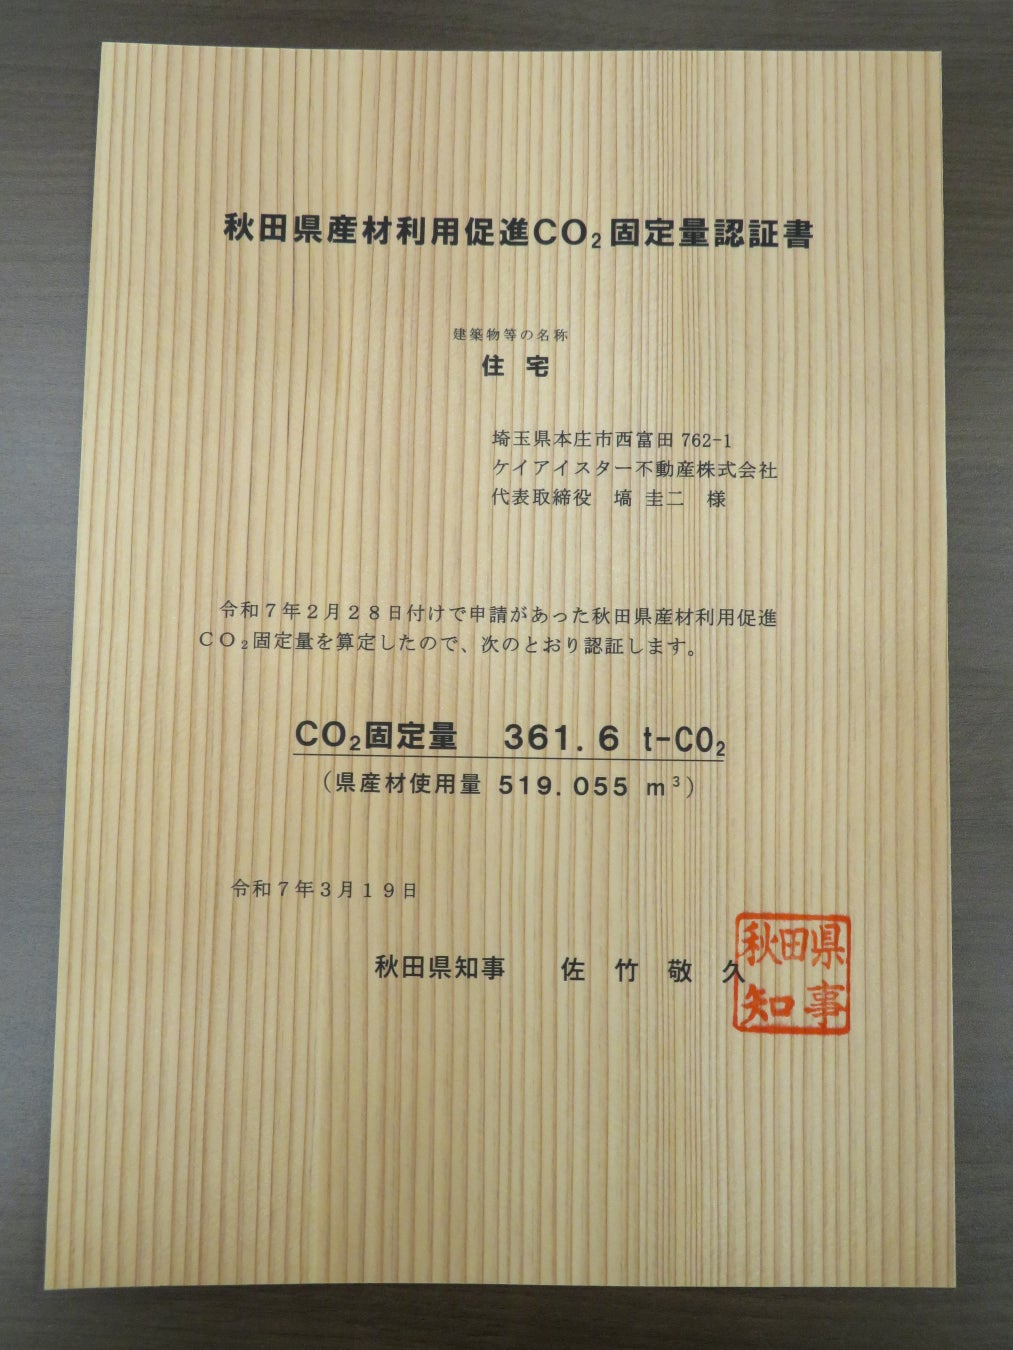 秋田県産材利用促進CO₂固定量認証書
建築物等の名称
住 宅
埼玉県本庄市西富田 762-1
ケイアイスター不動産株式会社
代表取締役　塙 圭二　様
令和７年２月２８日付けで申請があった秋田県産材利用促進
ＣＯ₂固定量を算定したので、次のとおり認証します。
CO₂固定量　361.6 t-CO₂
（県産材使用量 519.055 ｍ³）
令和７年３月１９日
秋田県知事　佐 竹 敬 久
秋田県
知事